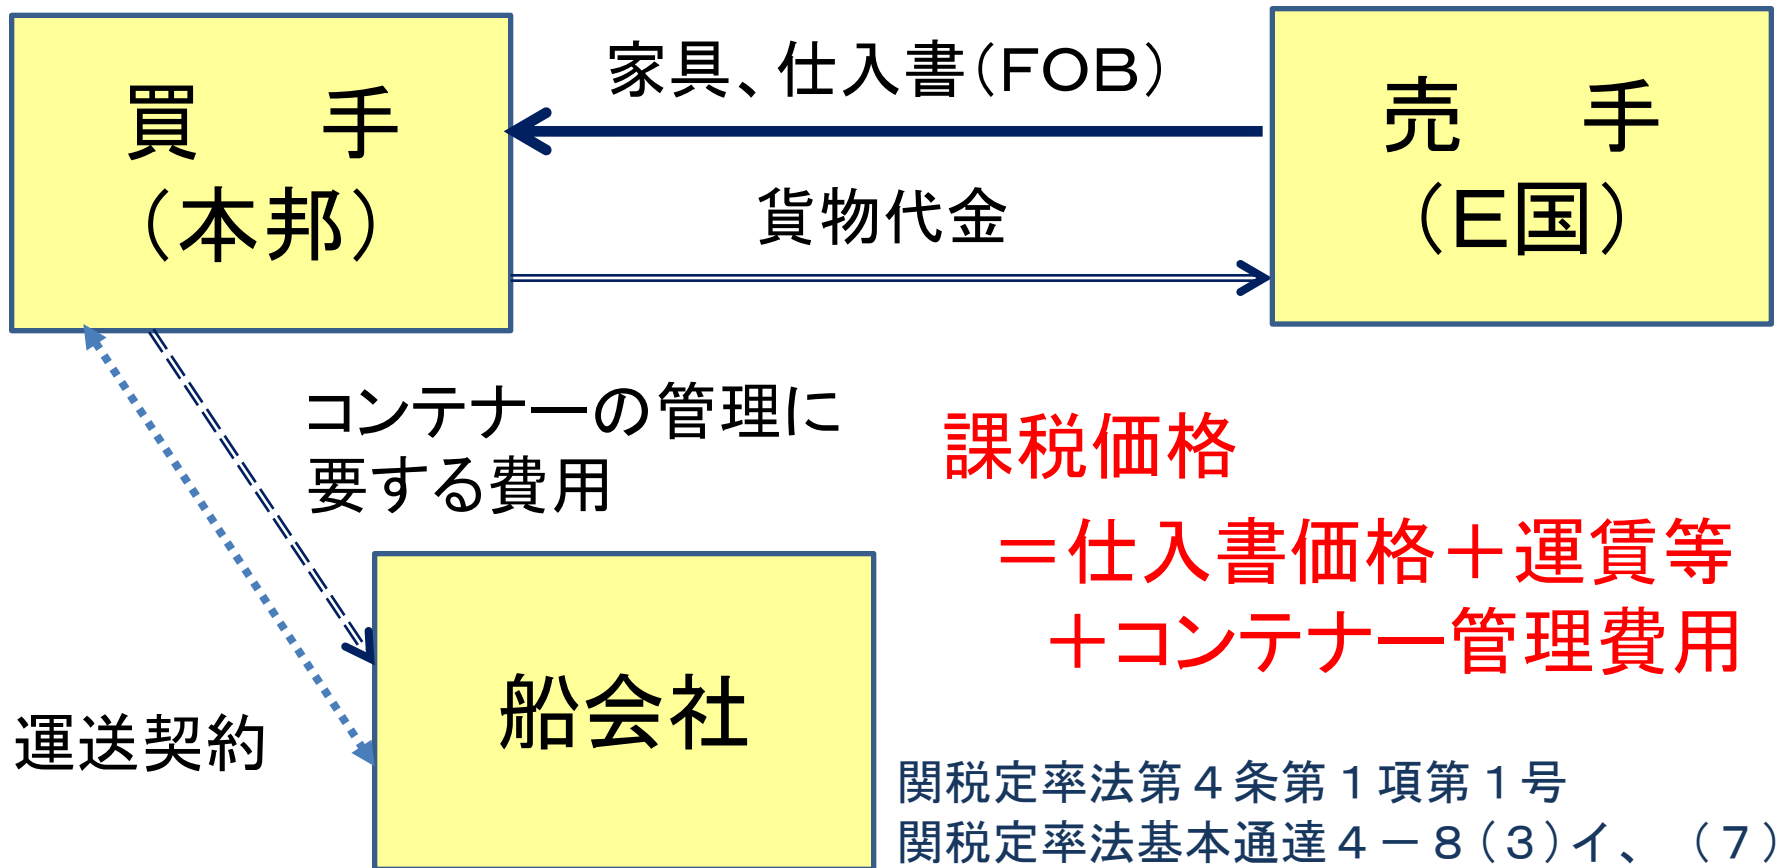 買　手
（本邦）
家具、仕入書（ＦＯＢ）
貨物代金
売　手
（Ｅ国）
コンテナーの管理に
要する費用
運送契約
船会社
課税価格
＝仕入書価格＋運賃等
＋コンテナー管理費用
関税定率法第４条第１項第１号
関税定率法基本通達４－８（３）イ、（７）